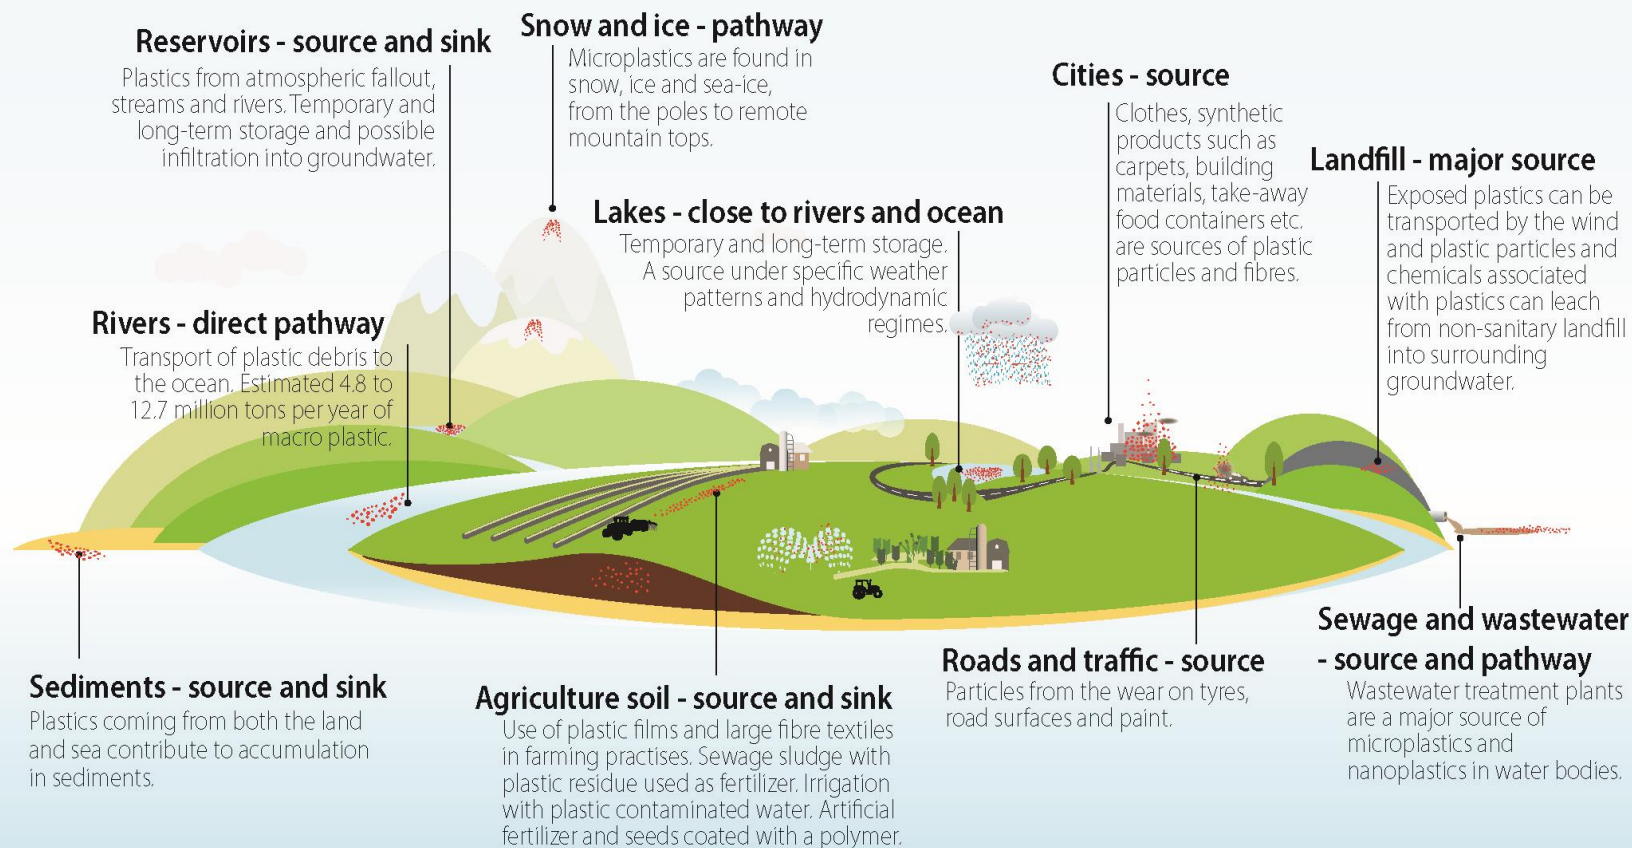 Reservoirs - source and sink
Plastics from atmospheric fallout,
streams and rivers. Temporary and
long-term storage and possible
infiltration into groundwater.
Snow and ice - pathway
Microplastics are found in
snow, ice and sea-ice,
from the poles to remote
mountain tops.
Cities - source
Clothes, synthetic
products such as
carpets, building
materials, take-away
food containers etc.
are sources of plastic
particles and fibres.
Landfill - major source
Exposed plastics can be
transported by the wind
and plastic particles and
chemicals associated
with plastics can leach
from non-sanitary landfill
into surrounding
groundwater.
Lakes - close to rivers and ocean
Temporary and long-term storage.
A source under specific weather
patterns and hydrodynamic
regimes.
Rivers - direct pathway
Transport of plastic debris to
the ocean. Estimated 4.8 to
12.7 million tons per year of
macro plastic.
Sediments - source and sink
Plastics coming from both the land
and sea contribute to accumulation
in sediments.
Agriculture soil - source and sink
Use of plastic films and large fibre textiles
in farming practises. Sewage sludge with
plastic residue used as fertilizer. Irrigation
with plastic contaminated water. Artificial
fertilizer and seeds coated with a polymer.
Roads and traffic - source
Particles from the wear on tyres,
road surfaces and paint.
Sewage and wastewater
- source and pathway
Wastewater treatment plants
are a major source of
microplastics and
nanoplastics in water bodies.